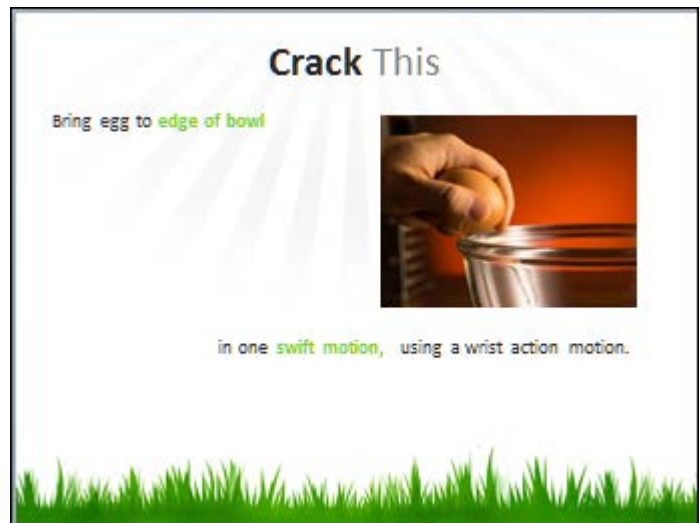 Crack This
Bring egg to edge of bowl
in one swift motion, using a wrist action motion.